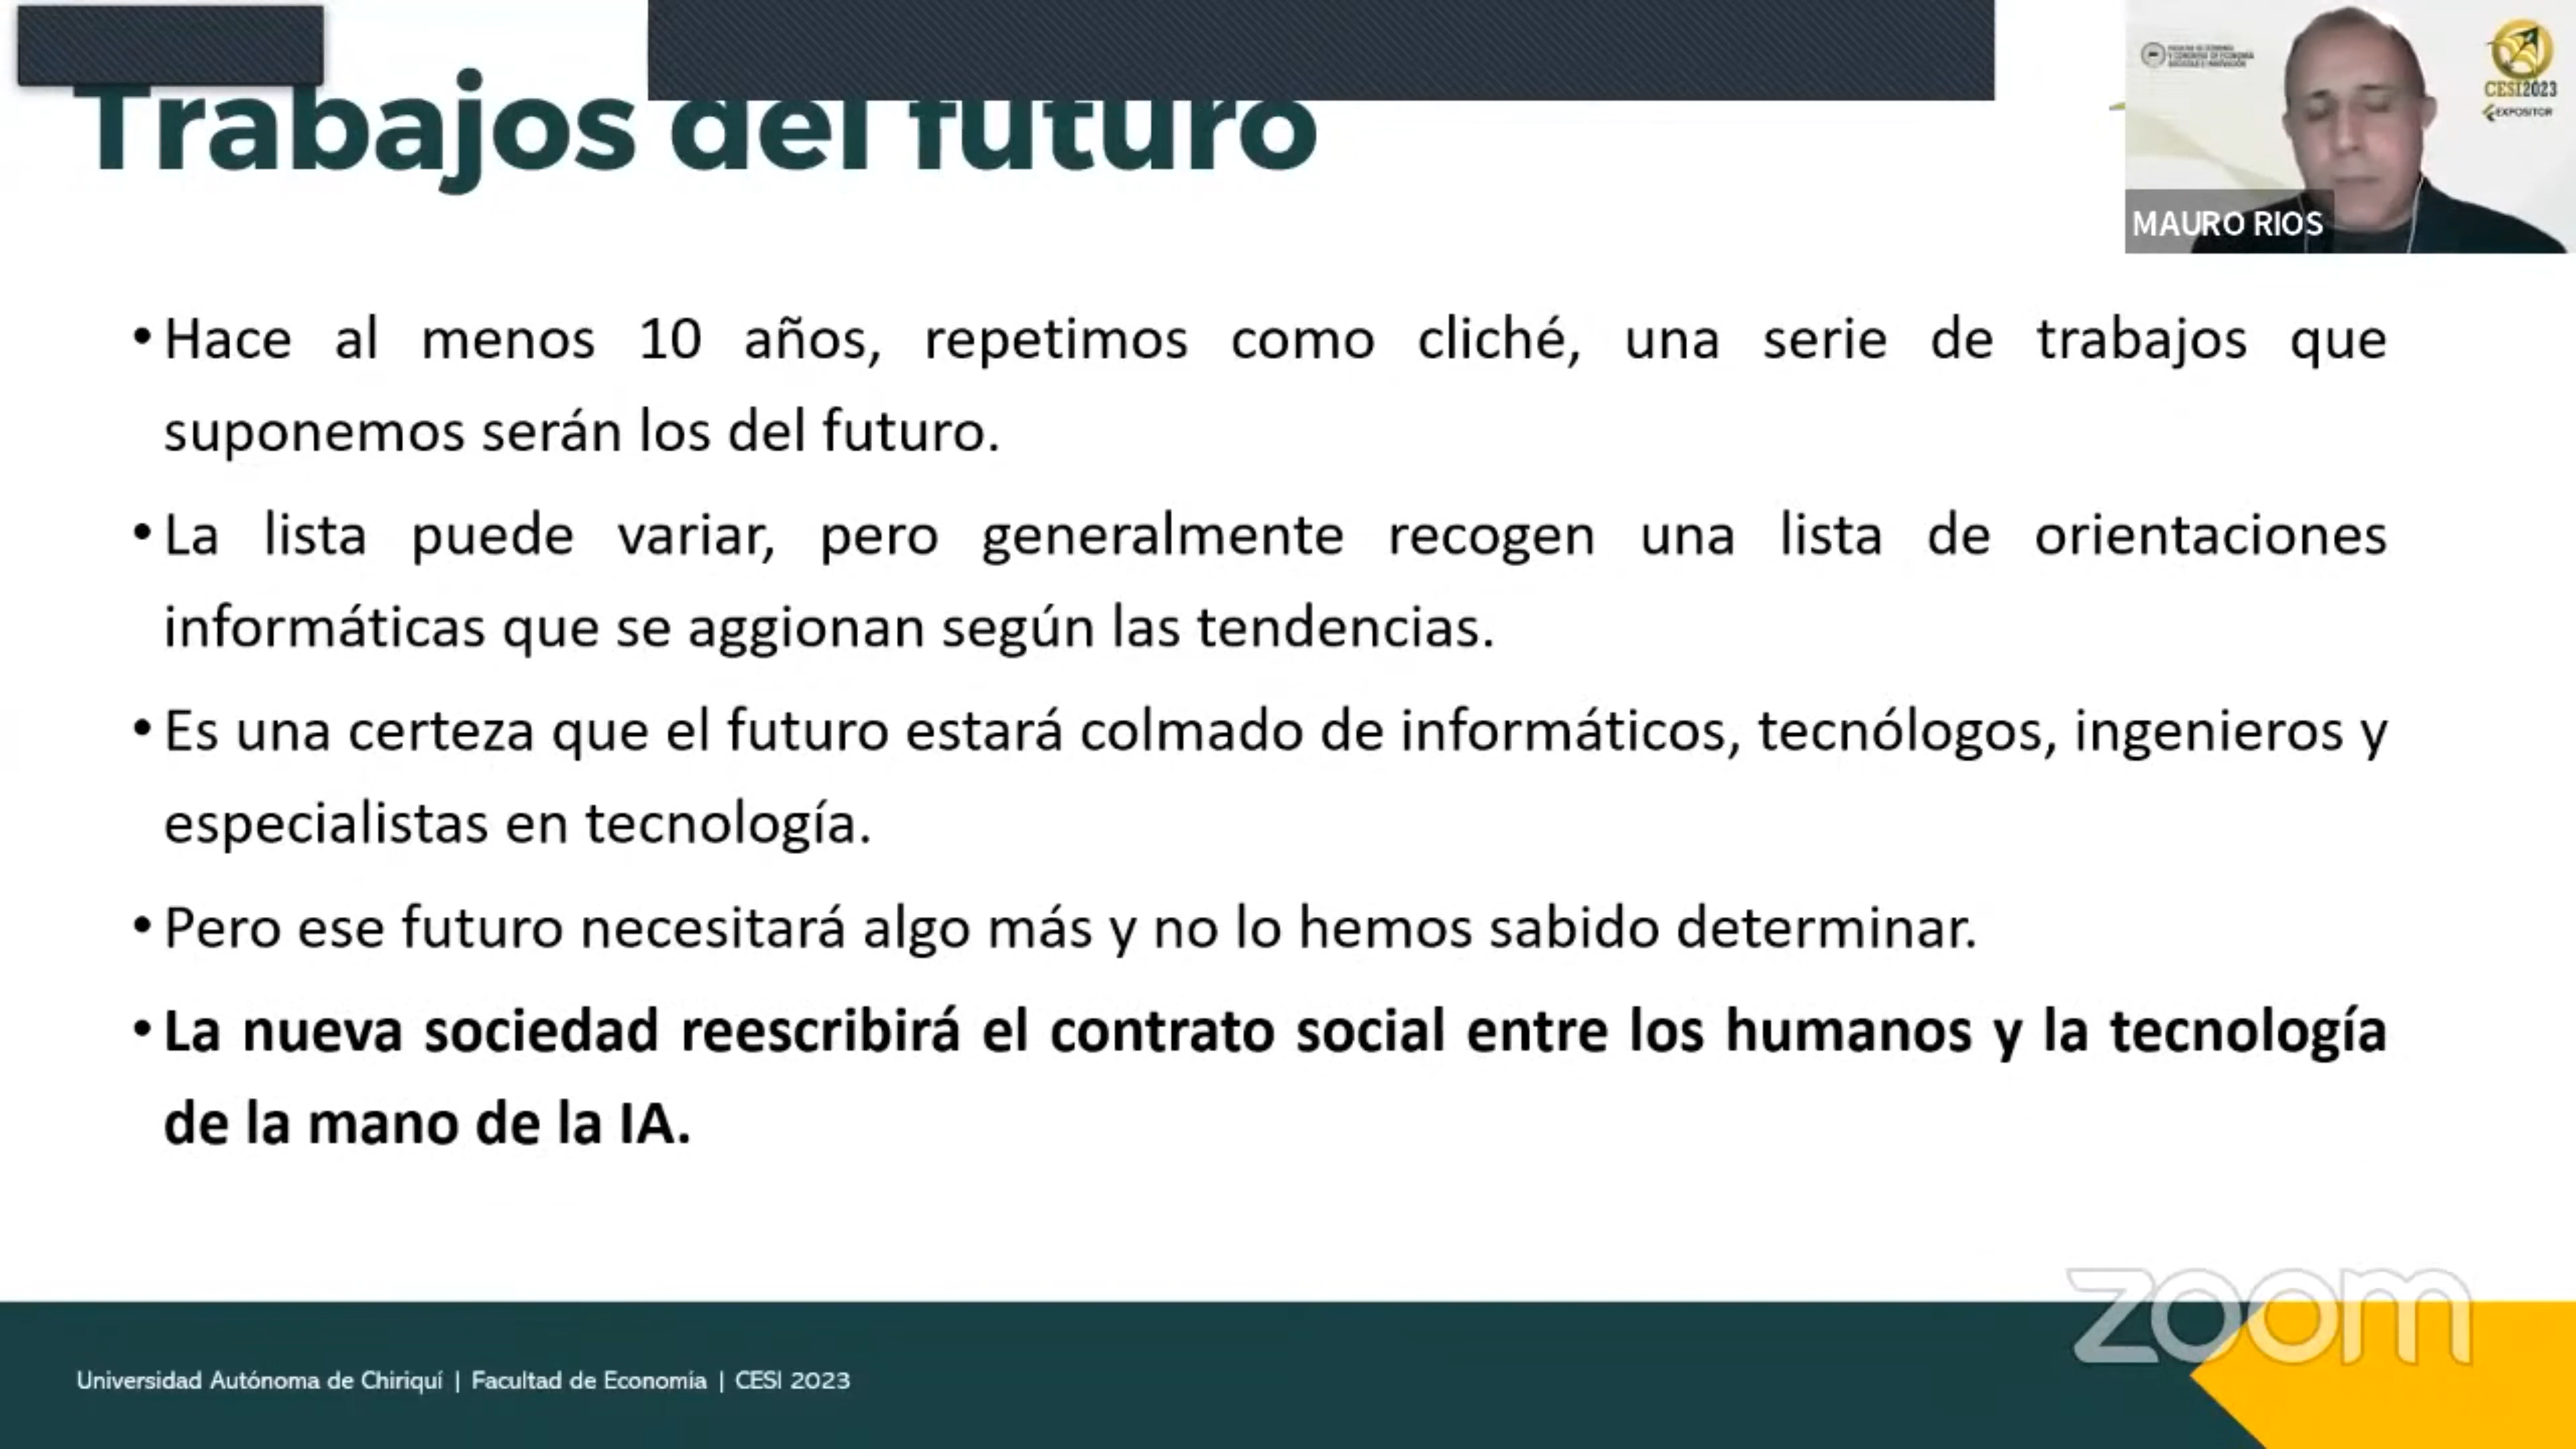 Trabajos del futuro
CESI2023
EXPOSITOR
MAURO RIOS
• Hace al menos 10 años, repetimos como cliché, una serie de trabajos que
suponemos serán los del futuro.
• La lista puede variar, pero generalmente recogen una lista de orientaciones
informáticas que se aggionan según las tendencias.
• Es una certeza que el futuro estará colmado de informáticos, tecnólogos, ingenieros y
especialistas en tecnología.
• Pero ese futuro necesitará algo más y no lo hemos sabido determinar.
• La nueva sociedad reescribirá el contrato social entre los humanos y la tecnología
de la mano de la IA.
zoom
Universidad Autónoma de Chiriquí | Facultad de Economía | CESI 2023